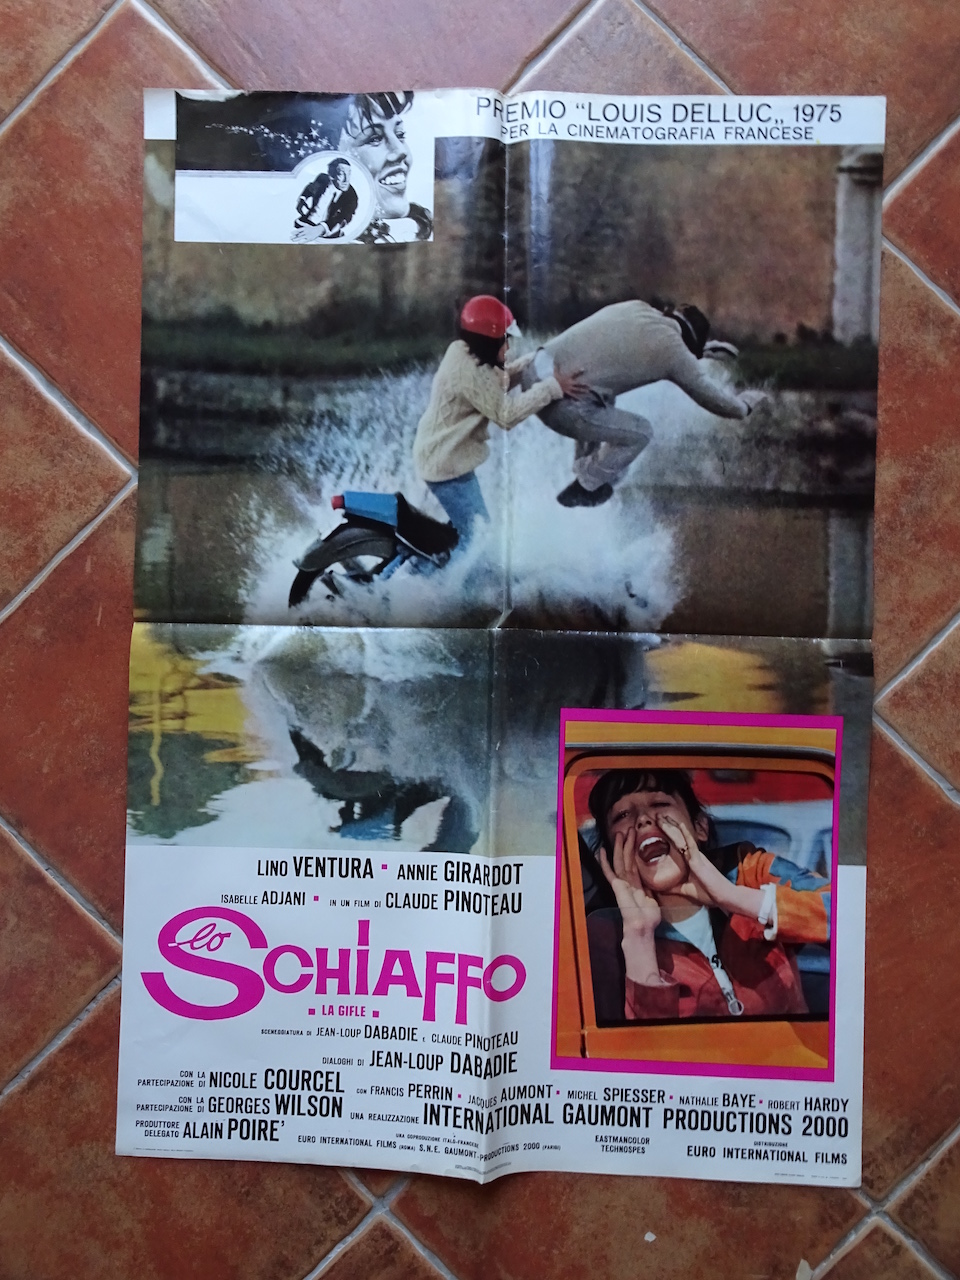 PREMIO “LOUIS DELLUC„ 1975
PER LA CINEMATOGRAFIA FRANCESE
LINO VENTURA ▪ ANNIE GIRARDOT
ISABELLE ADJANI ▪ IN UN FILM DI CLAUDE PINOTEAU
lo SCHIAFFO
▪ LA GIFLE ▪
SCENEGGIATURA DI JEAN-LOUP DABADIE E CLAUDE PINOTEAU
DIALOGHI DI JEAN-LOUP DABADIE
CON LA PARTECIPAZIONE DI NICOLE COURCEL CON FRANCIS PERRIN ▪ JACQUES AUMONT ▪ MICHEL SPIESSER ▪ NATHALIE BAYE ▪ ROBERT HARDY
CON LA PARTECIPAZIONE DI GEORGES WILSON UNA REALIZZAZIONE INTERNATIONAL GAUMONT PRODUCTIONS 2000
PRODUTTORE DELEGATO ALAIN POIRE’
UNA COPRODUZIONE ITALO-FRANCESE
EURO INTERNATIONAL FILMS (ROMA) S.N.E. GAUMONT-PRODUCTIONS 2000 (PARIGI)
EASTMANCOLOR
TECHNOSPES
DISTRIBUZIONE
EURO INTERNATIONAL FILMS